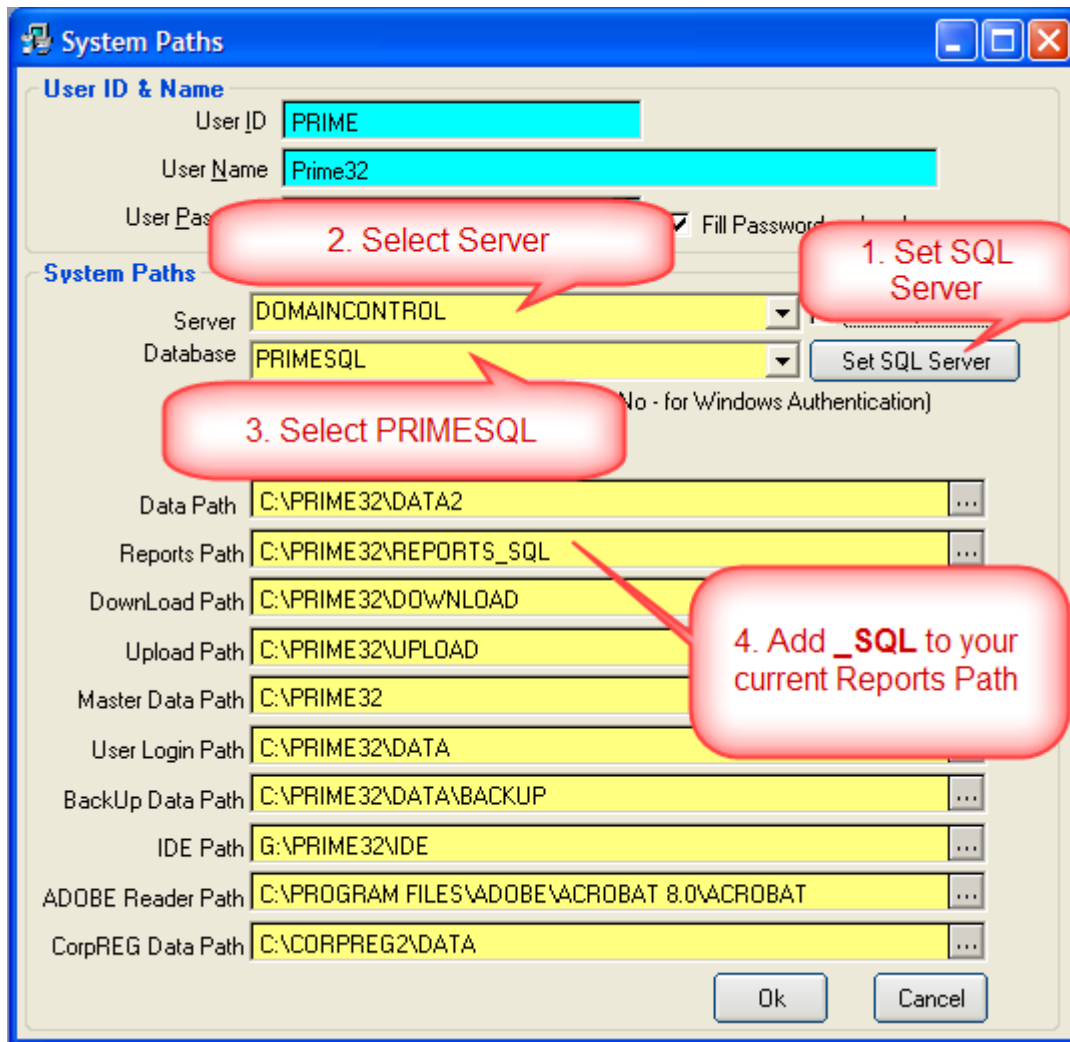 System Paths
User ID & Name
User ID PRIME
User Name Prime32
User
Fill Password
2. Select Server
1. Set SQL
Server
System Paths
Server DOMAINCONTROL
Database PRIMESQL Set SQL Server
No - for Windows Authentication)
3. Select PRIMESQL
Data Path C:\PRIME32\DATA2 ...
Reports Path C:\PRIME32\REPORTS_SQL ...
DownLoad Path C:\PRIME32\DOWNLOAD
Upload Path C:\PRIME32\UPLOAD
4. Add _SQL to your
current Reports Path
Master Data Path C:\PRIME32
User Login Path C:\PRIME32\DATA
BackUp Data Path C:\PRIME32\DATA\BACKUP ...
IDE Path G:\PRIME32\IDE ...
ADOBE Reader Path C:\PROGRAM FILES\ADOBE\ACROBAT 8.0\ACROBAT ...
CorpREG Data Path C:\CORPREG2\DATA ...
Ok Cancel